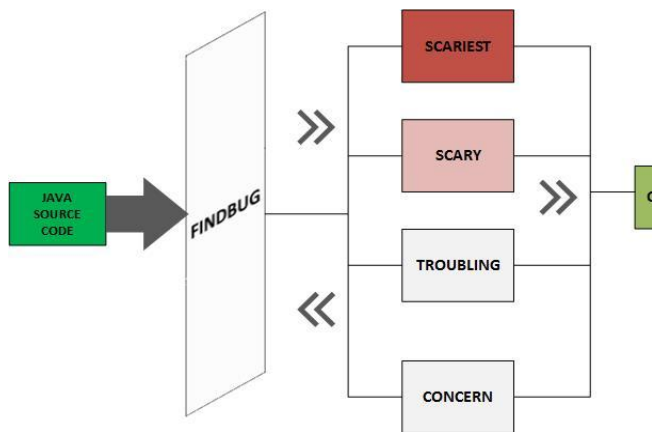 SCARIEST
SCARY
JAVA
SOURCE
CODE
FINDBUG
TROUBLING
CONCERN